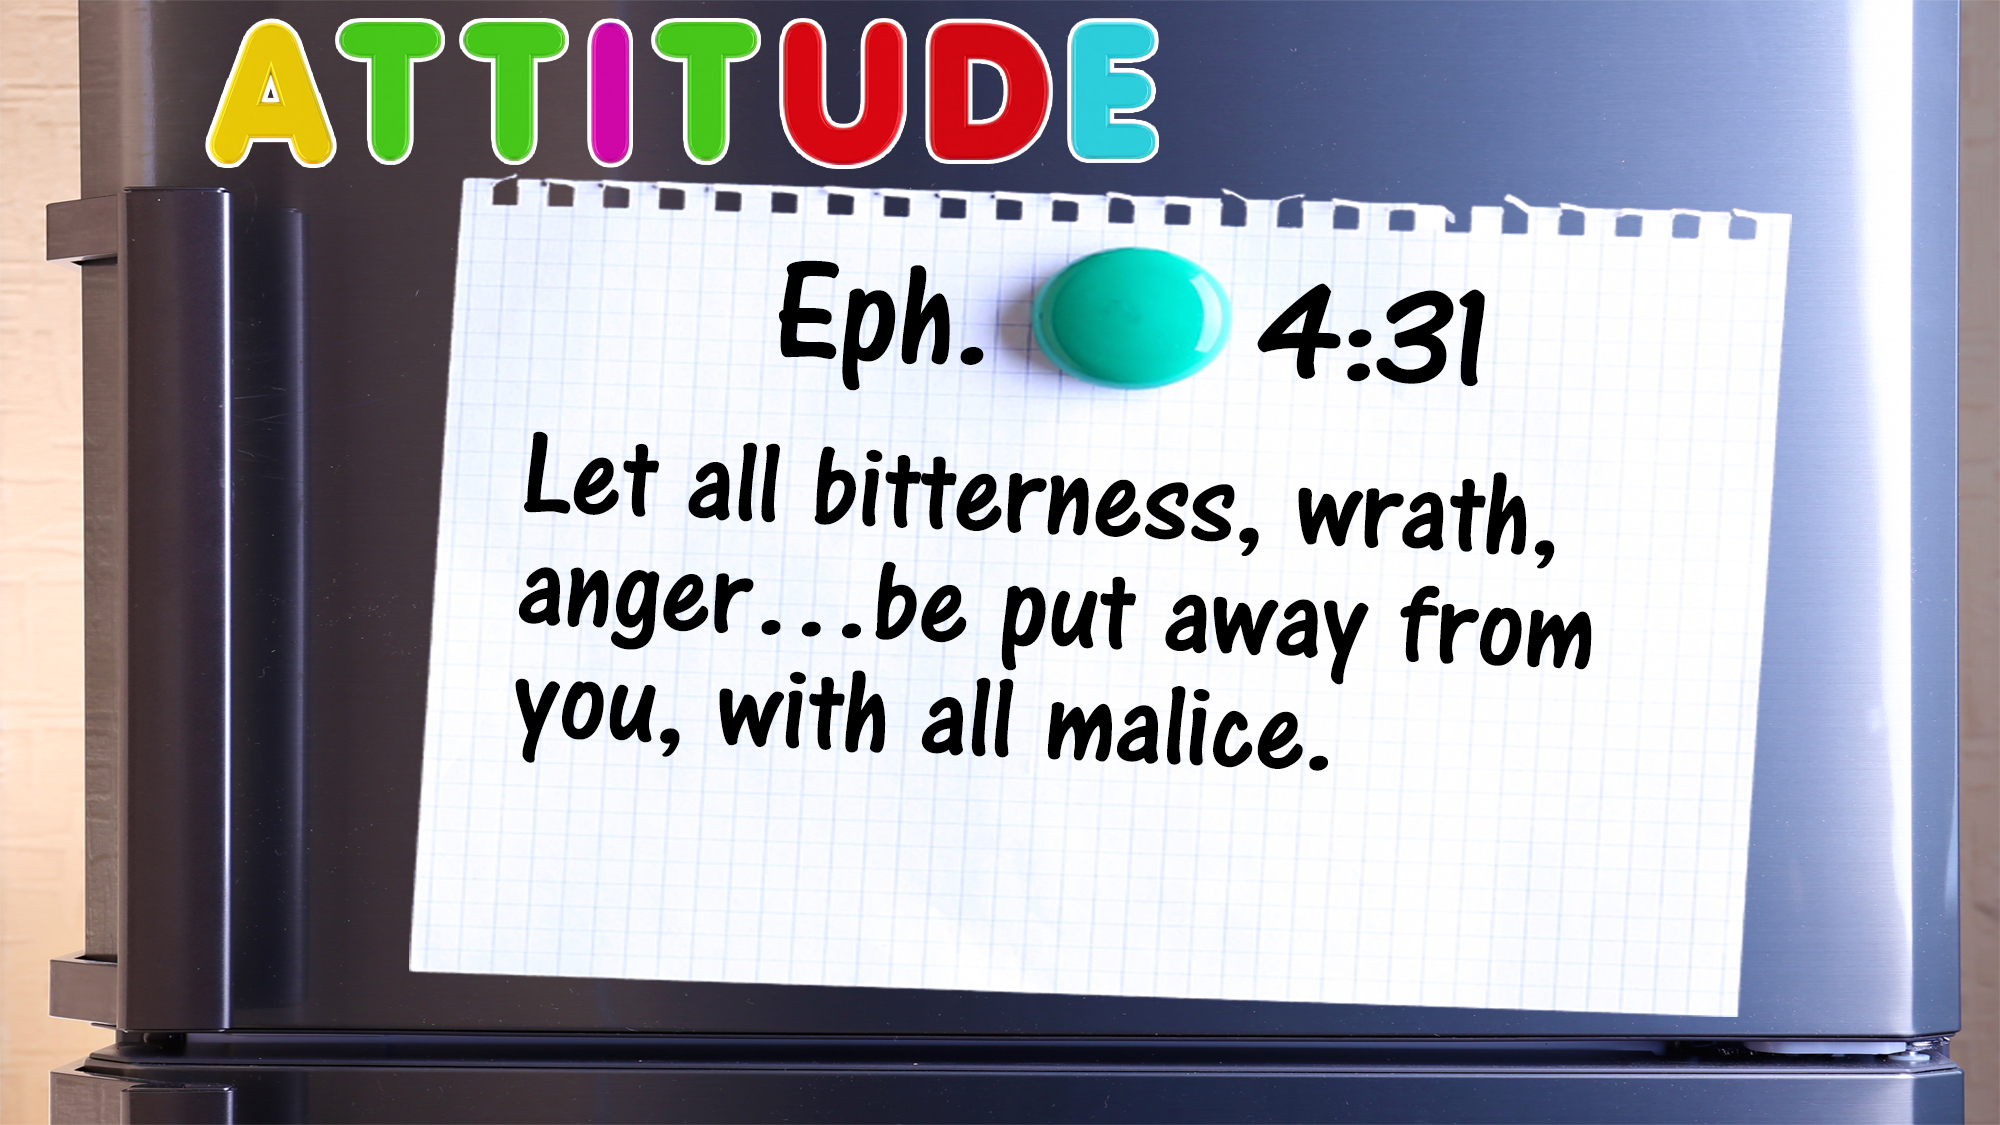 ATTITUDE
Eph. 4:31
Let all bitterness, wrath,
anger...be put away from
you, with all malice.